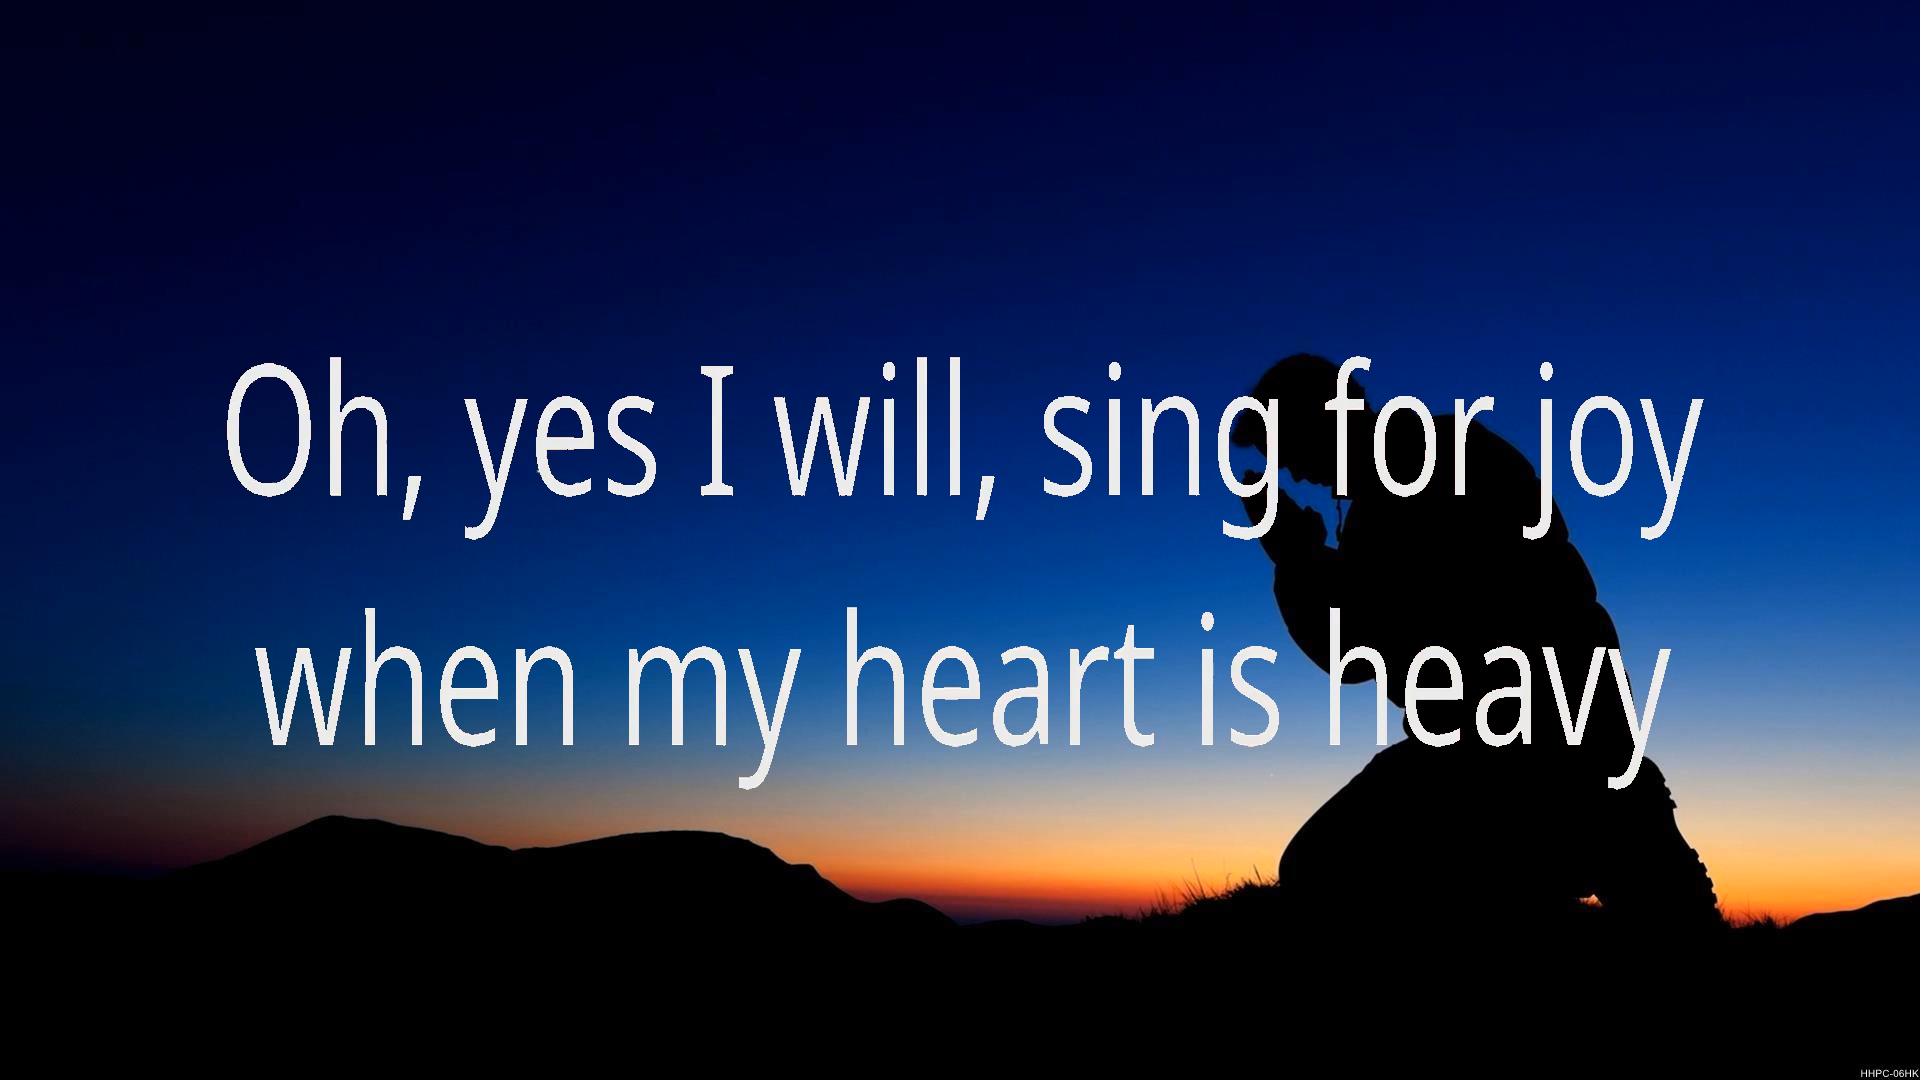 Oh, yes I will, sing for joy
when my heart is heavy
HHPC-06HK